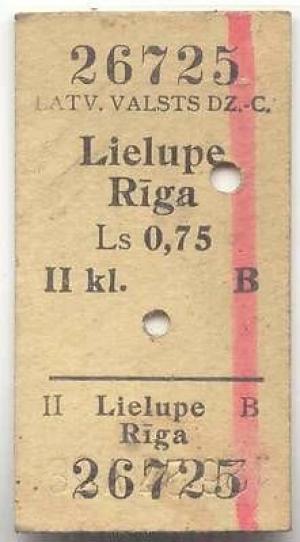 26725
LATV. VALSTS DZ.-C.
Lielupe
Rīga
Ls 0,75
II kl. B
II Lielupe B
Rīga
26725